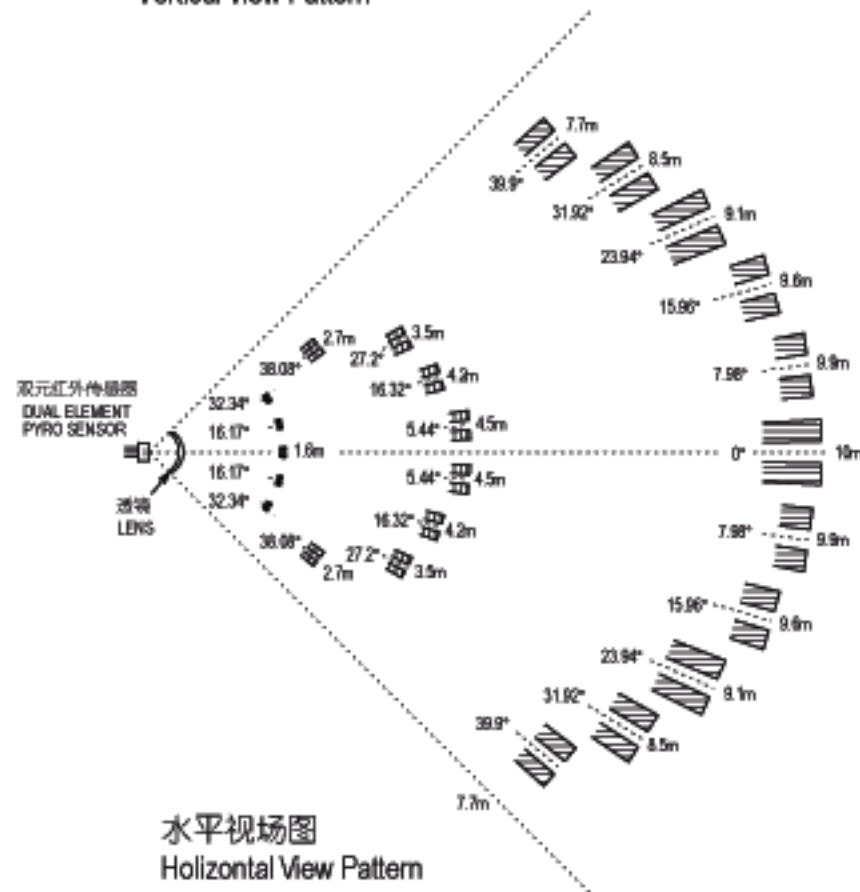 Vertical View Pattern
7.7m
39.9°
8.5m
31.92°
9.1m
23.94°
9.6m
15.96°
9.9m
7.98°
2.7m
38.08°
3.5m
27.2°
4.2m
16.32°
4.5m
5.44°
32.34°
16.17°
双元红外传感器
DUAL ELEMENT
PYRO SENSOR
1.6m
0°
10m
16.17°
32.34°
透镜
LENS
5.44°
4.5m
16.32°
4.2m
38.08°
2.7m
27.2°
3.5m
7.98°
9.9m
15.96°
9.6m
23.94°
9.1m
31.92°
8.5m
39.9°
7.7m
水平视场图
Holizontal View Pattern